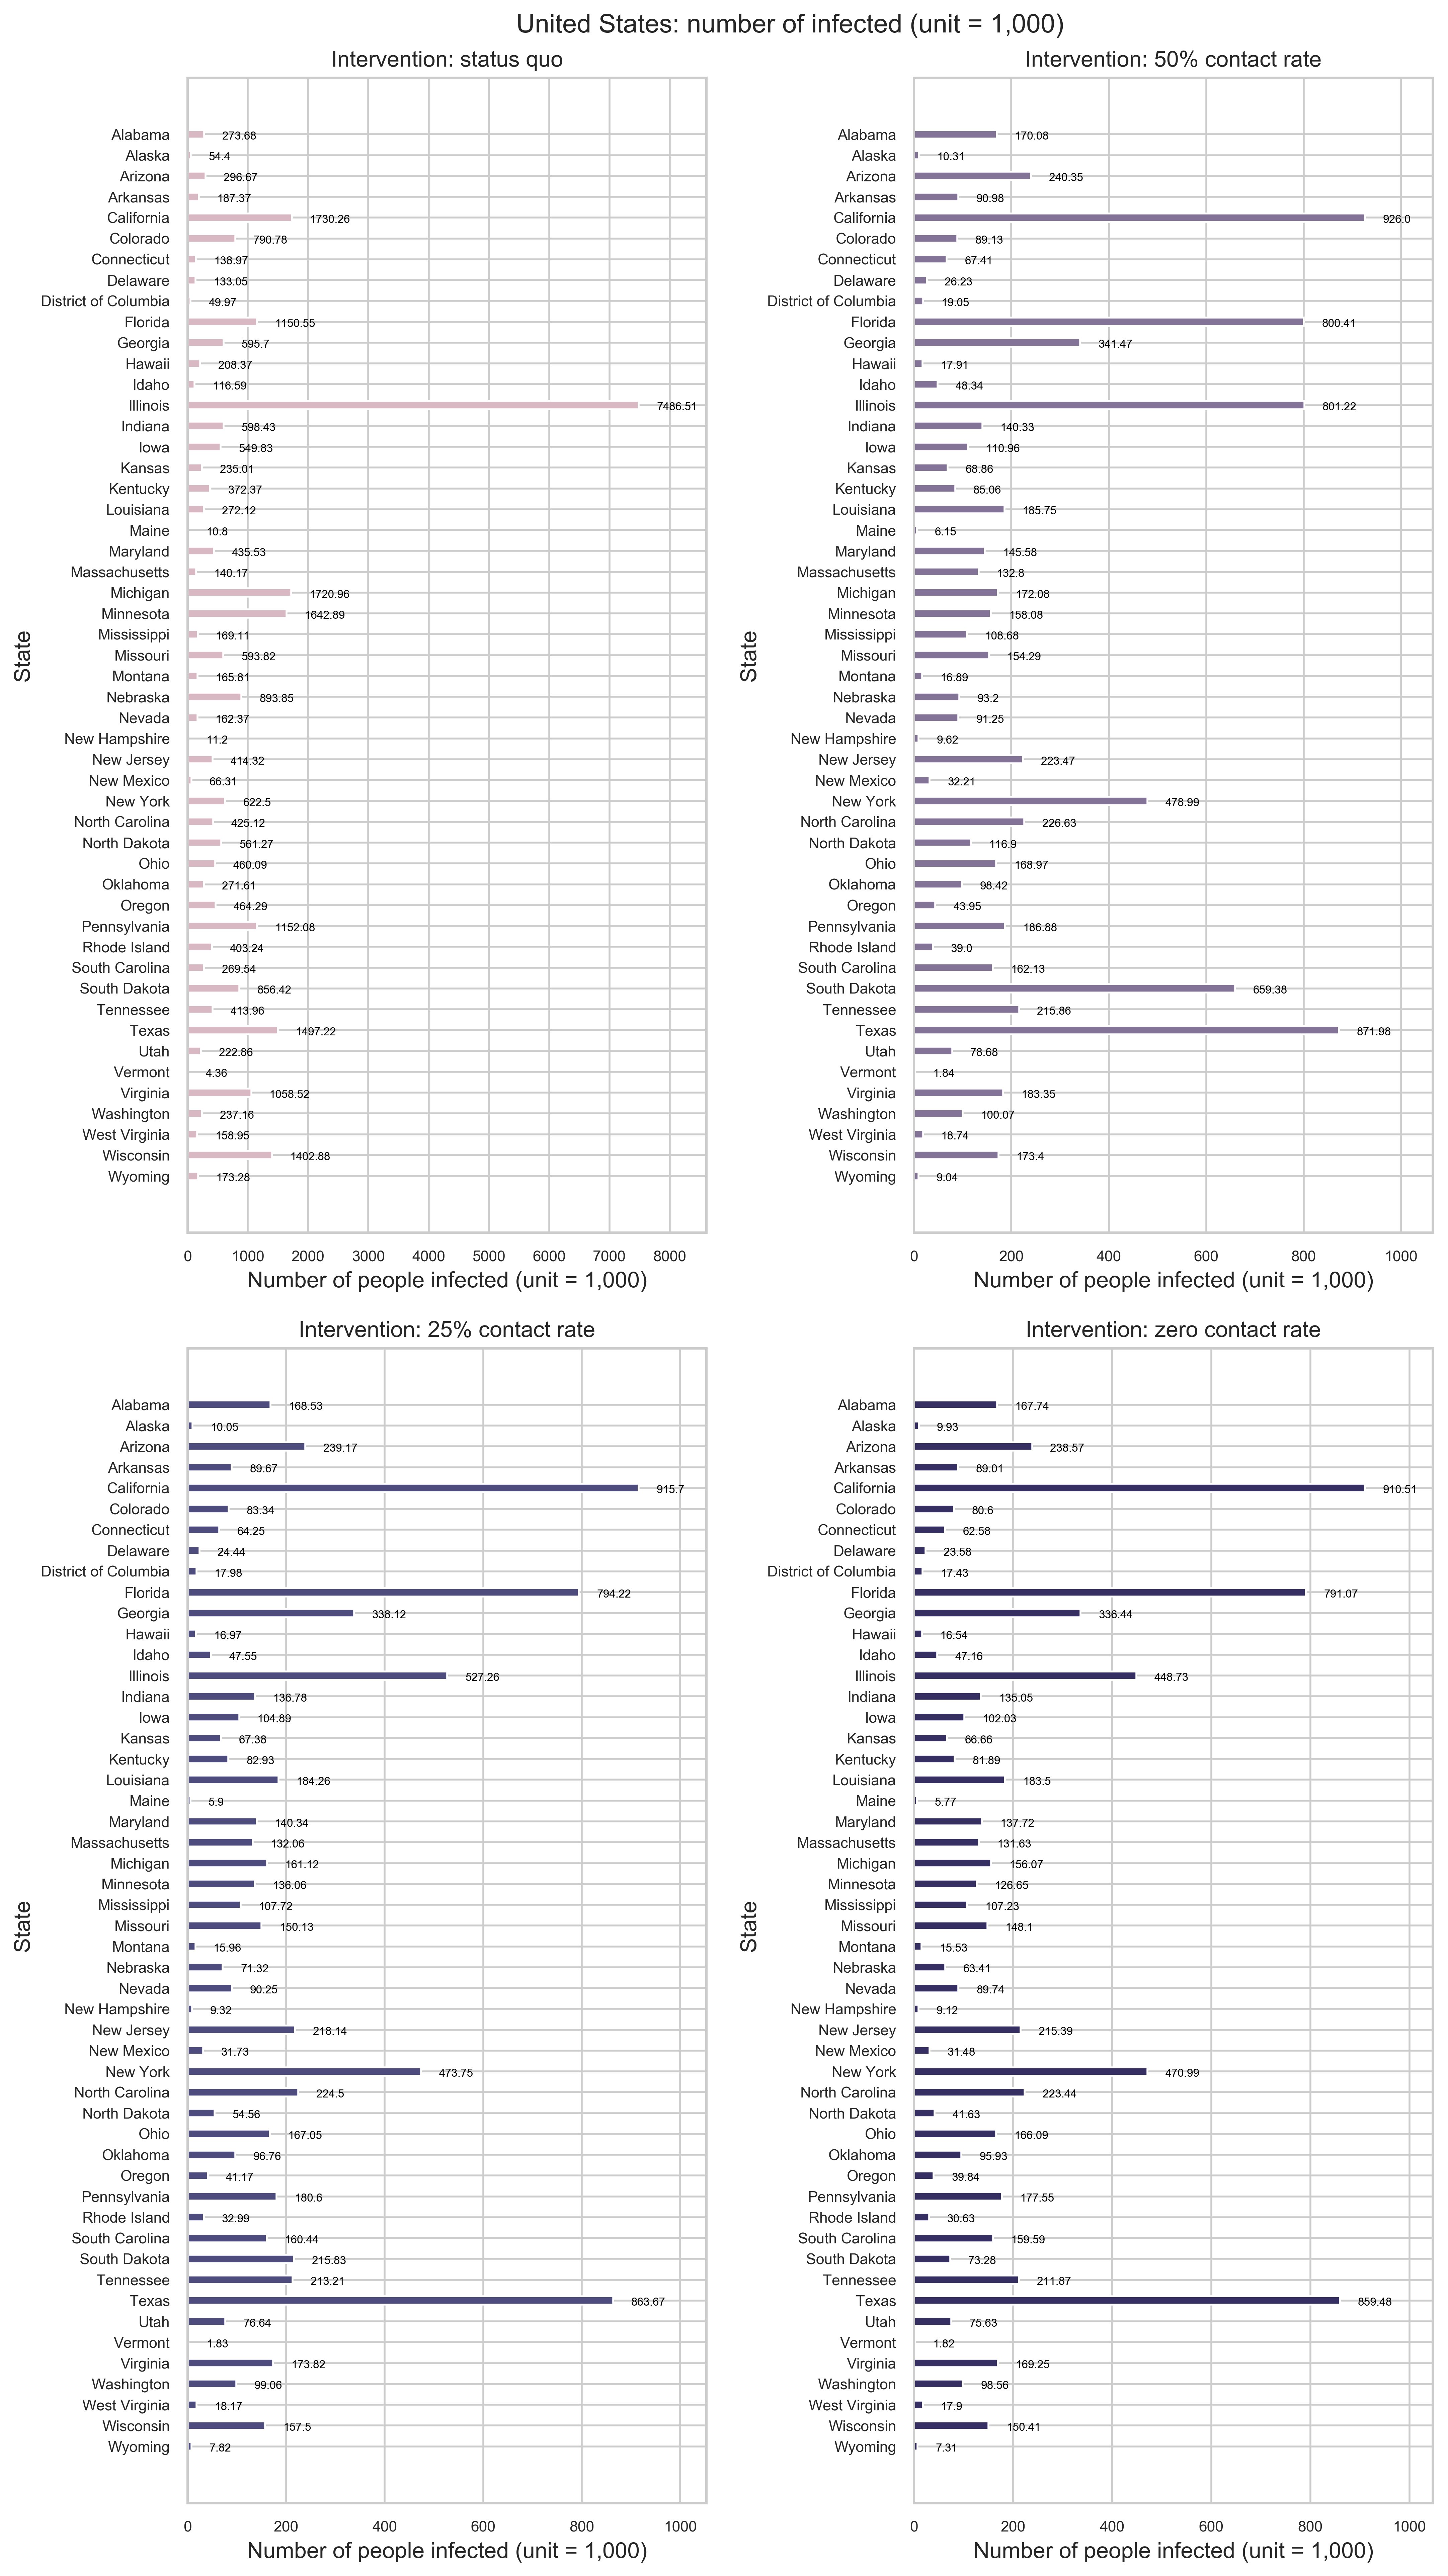 United States: number of infected (unit = 1,000)
Intervention: status quo
Alabama 273.68
Alaska 54.4
Arizona 296.67
Arkansas 187.37
California 1730.26
Colorado 790.78
Connecticut 138.97
Delaware 133.05
District of Columbia 49.97
Florida 1150.55
Georgia 595.7
Hawaii 208.37
Idaho 116.59
Illinois 7486.51
Indiana 598.43
Iowa 549.83
Kansas 235.01
Kentucky 372.37
Louisiana 272.12
Maine 10.8
Maryland 435.53
Massachusetts 140.17
Michigan 1720.96
Minnesota 1642.89
Mississippi 169.11
Missouri 593.82
Montana 165.81
Nebraska 893.85
Nevada 162.37
New Hampshire 11.2
New Jersey 414.32
New Mexico 66.31
New York 622.5
North Carolina 425.12
North Dakota 561.27
Ohio 460.09
Oklahoma 271.61
Oregon 464.29
Pennsylvania 1152.08
Rhode Island 403.24
South Carolina 269.54
South Dakota 856.42
Tennessee 413.96
Texas 1497.22
Utah 222.86
Vermont 4.36
Virginia 1058.52
Washington 237.16
West Virginia 158.95
Wisconsin 1402.88
Wyoming 173.28
State
0 1000 2000 3000 4000 5000 6000 7000 8000
Number of people infected (unit = 1,000)
Intervention: 50% contact rate
Alabama 170.08
Alaska 10.31
Arizona 240.35
Arkansas 90.98
California 926.0
Colorado 89.13
Connecticut 67.41
Delaware 26.23
District of Columbia 19.05
Florida 800.41
Georgia 341.47
Hawaii 17.91
Idaho 48.34
Illinois 801.22
Indiana 140.33
Iowa 110.96
Kansas 68.86
Kentucky 85.06
Louisiana 185.75
Maine 6.15
Maryland 145.58
Massachusetts 132.8
Michigan 172.08
Minnesota 158.08
Mississippi 108.68
Missouri 154.29
Montana 16.89
Nebraska 93.2
Nevada 91.25
New Hampshire 9.62
New Jersey 223.47
New Mexico 32.21
New York 478.99
North Carolina 226.63
North Dakota 116.9
Ohio 168.97
Oklahoma 98.42
Oregon 43.95
Pennsylvania 186.88
Rhode Island 39.0
South Carolina 162.13
South Dakota 659.38
Tennessee 215.86
Texas 871.98
Utah 78.68
Vermont 1.84
Virginia 183.35
Washington 100.07
West Virginia 18.74
Wisconsin 173.4
Wyoming 9.04
State
0 200 400 600 800 1000
Number of people infected (unit = 1,000)
Intervention: 25% contact rate
Alabama 168.53
Alaska 10.05
Arizona 239.17
Arkansas 89.67
California 915.7
Colorado 83.34
Connecticut 64.25
Delaware 24.44
District of Columbia 17.98
Florida 794.22
Georgia 338.12
Hawaii 16.97
Idaho 47.55
Illinois 527.26
Indiana 136.78
Iowa 104.89
Kansas 67.38
Kentucky 82.93
Louisiana 184.26
Maine 5.9
Maryland 140.34
Massachusetts 132.06
Michigan 161.12
Minnesota 136.06
Mississippi 107.72
Missouri 150.13
Montana 15.96
Nebraska 71.32
Nevada 90.25
New Hampshire 9.32
New Jersey 218.14
New Mexico 31.73
New York 473.75
North Carolina 224.5
North Dakota 54.56
Ohio 167.05
Oklahoma 96.76
Oregon 41.17
Pennsylvania 180.6
Rhode Island 32.99
South Carolina 160.44
South Dakota 215.83
Tennessee 213.21
Texas 863.67
Utah 76.64
Vermont 1.83
Virginia 173.82
Washington 99.06
West Virginia 18.17
Wisconsin 157.5
Wyoming 7.82
State
0 200 400 600 800 1000
Number of people infected (unit = 1,000)
Intervention: zero contact rate
Alabama 167.74
Alaska 9.93
Arizona 238.57
Arkansas 89.01
California 910.51
Colorado 80.6
Connecticut 62.58
Delaware 23.58
District of Columbia 17.43
Florida 791.07
Georgia 336.44
Hawaii 16.54
Idaho 47.16
Illinois 448.73
Indiana 135.05
Iowa 102.03
Kansas 66.66
Kentucky 81.89
Louisiana 183.5
Maine 5.77
Maryland 137.72
Massachusetts 131.63
Michigan 156.07
Minnesota 126.65
Mississippi 107.23
Missouri 148.1
Montana 15.53
Nebraska 63.41
Nevada 89.74
New Hampshire 9.12
New Jersey 215.39
New Mexico 31.48
New York 470.99
North Carolina 223.44
North Dakota 41.63
Ohio 166.09
Oklahoma 95.93
Oregon 39.84
Pennsylvania 177.55
Rhode Island 30.63
South Carolina 159.59
South Dakota 73.28
Tennessee 211.87
Texas 859.48
Utah 75.63
Vermont 1.82
Virginia 169.25
Washington 98.56
West Virginia 17.9
Wisconsin 150.41
Wyoming 7.31
State
0 200 400 600 800 1000
Number of people infected (unit = 1,000)